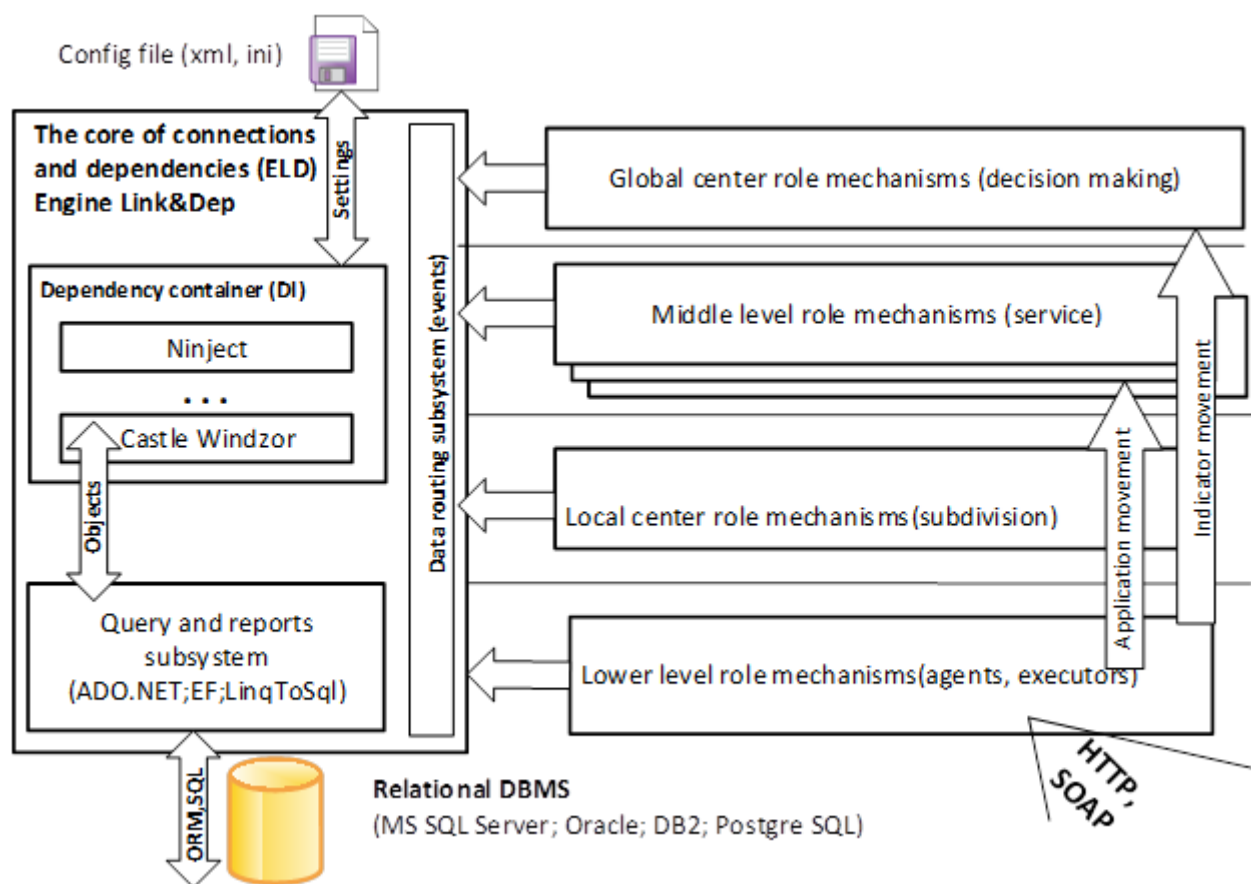 Config file (xml, ini)
The core of connections
and dependencies (ELD)
Engine Link&Dep
Settings
Dependency container (DI)
Ninject
...
Castle Windzor
Objects
Query and reports
subsystem
(ADO.NET;EF;LinqToSql)
ORM,SQL
Data routing subsystem (events)
Global center role mechanisms (decision making)
Middle level role mechanisms (service)
Local center role mechanisms(subdivision)
Lower level role mechanisms(agents, executors)
Application movement
Indicator movement
HTTP,
SOAP
Relational DBMS
(MS SQL Server; Oracle; DB2; Postgre SQL)